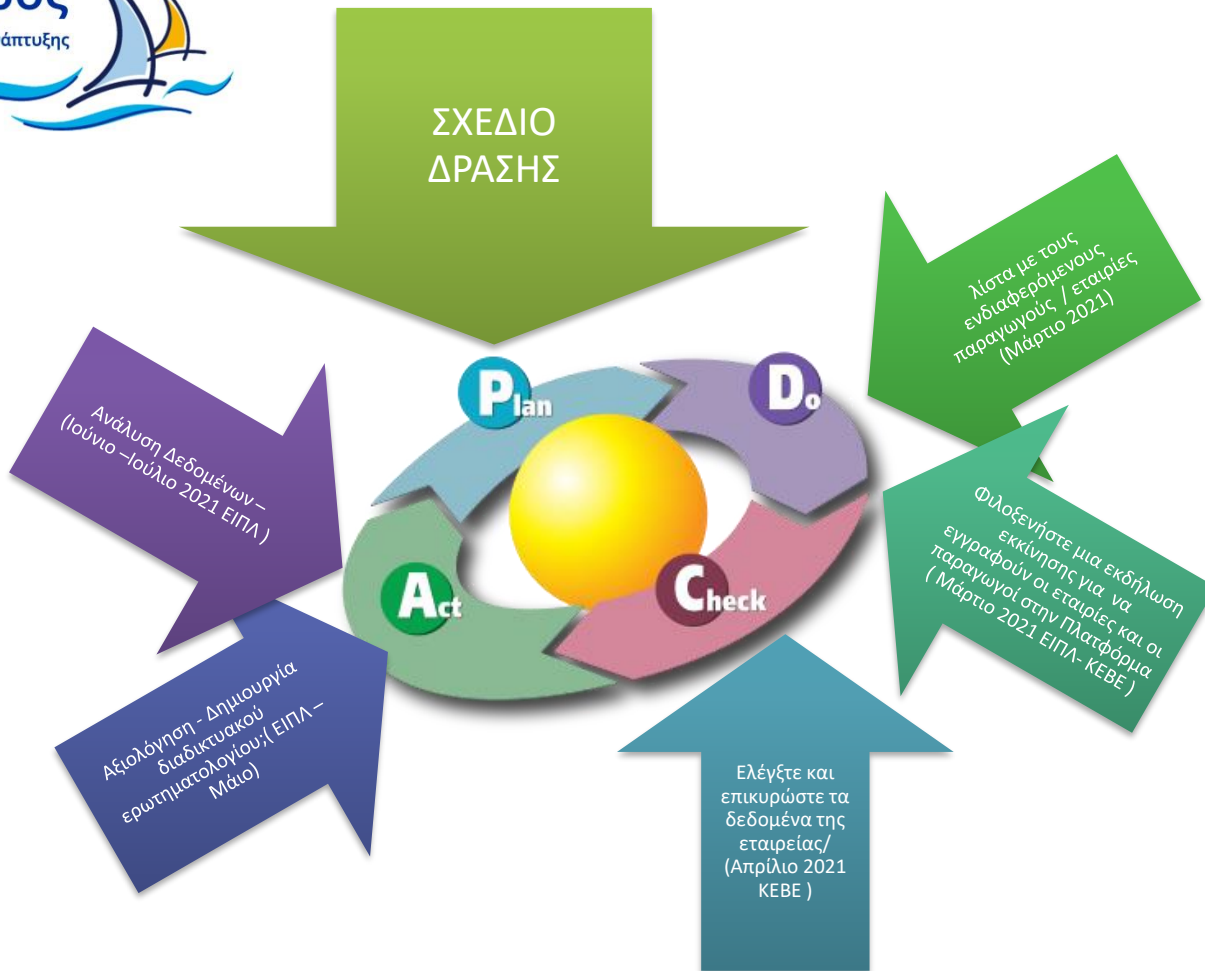 άπτυξης
ΣΧΕΔΙΟ
ΔΡΑΣΗΣ
λίστα με τους
ενδιαφερόμενους
παραγωγούς / εταιρίες
(Μάρτιο 2021)
Φιλοξενήστε μια εκδήλωση
εκκίνησης για να
εγγραφούν οι εταιρίες και οι
παραγωγοί στην Πλατφόρμα
( Μάρτιο 2021 ΕΙΠΛ- ΚΕΒΕ )
Ελέγξτε και
επικυρώστε τα
δεδομένα της
εταιρείας/
(Απρίλιο 2021
ΚΕΒΕ )
Αξιολόγηση - Δημιουργία
διαδικτυακού
ερωτηματολογίου;( ΕΙΠΛ –
Μάιο)
Ανάλυση Δεδομένων –
(Ιούνιο –Ιούλιο 2021 ΕΙΠΛ )
Plan
Do
Check
Act